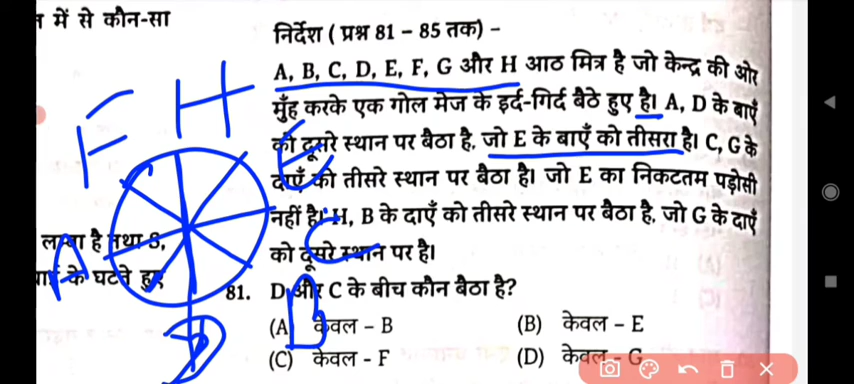 त में से कौन-सा
निर्देश ( प्रश्न 81 - 85 तक) -
A, B, C, D, E, F, G और H आठ मित्र है जो केन्द्र की ओर
मुँह करके एक गोल मेज के इर्द-गिर्द बैठे हुए है। A, D के बाएँ
को दूसरे स्थान पर बैठा है, जो E के बाएँ को तीसरा है। C, G के
दाएँ को तीसरे स्थान पर बैठा है। जो E का निकटतम पड़ोसी
नहीं है। H, B के दाएँ को तीसरे स्थान पर बैठा है, जो G के दाएँ
को दूसरे स्थान पर है।
है तथा S,
के घटते हुए
81. D और C के बीच कौन बैठा है?
(A) केवल - B (B) केवल - E
(C) केवल - F (D) केवल - G
F H
E
C
A
B
D